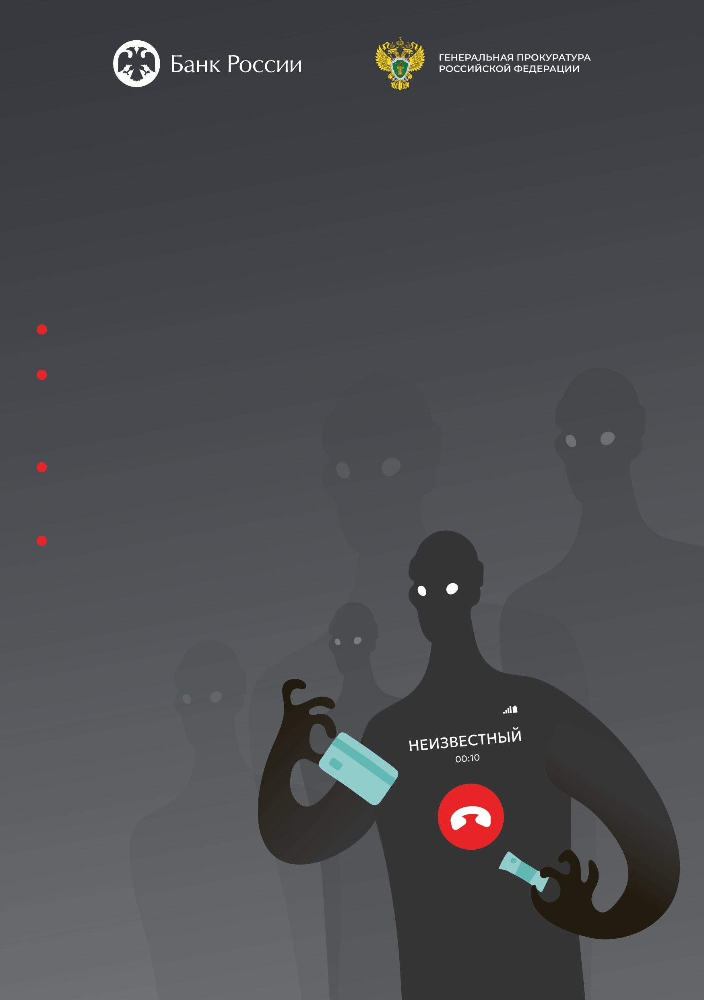 Банк России
ГЕНЕРАЛЬНАЯ ПРОКУРАТУРА
РОССИЙСКОЙ ФЕДЕРАЦИИ
НЕИЗВЕСТНЫЙ
00:10